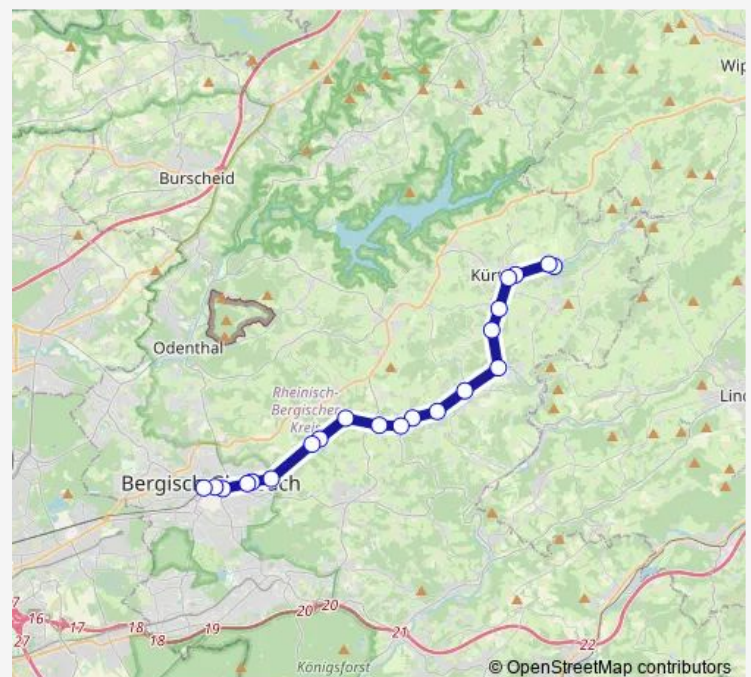 Wip
Burscheid
Kür
Odenthal
Rheinisch-
Bergischer
Kreis
Lin
Bergisch
ch
20 20
7
16 17 18 19
18
27
21
22
Königsforst
© OpenStreetMap contributors